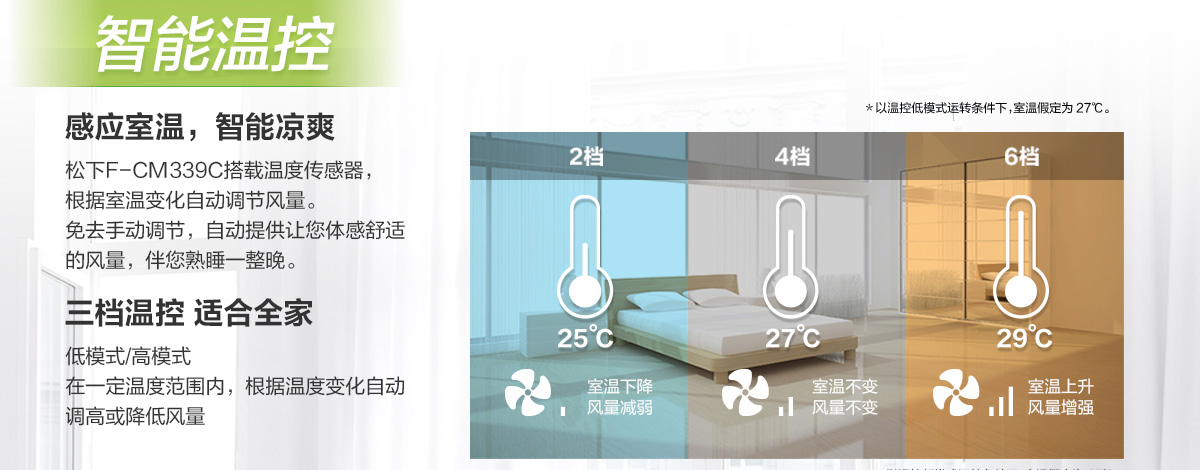 智能温控
感应室温，智能凉爽
松下F-CM339C搭载温度传感器，
根据室温变化自动调节风量。
免去手动调节，自动提供让您体感舒适
的风量，伴您熟睡一整晚。
三档温控 适合全家
低模式/高模式
在一定温度范围内，根据温度变化自动
调高或降低风量
*以温控低模式运转条件下，室温假定为 27℃。
2档
25℃
室温下降
风量减弱
4档
27℃
室温不变
风量不变
6档
29℃
室温上升
风量增强